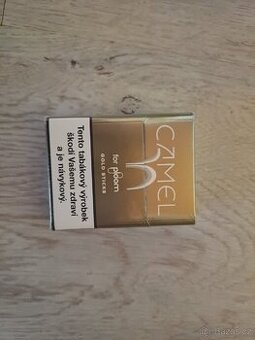 CAMEL
for ploom
GOLD STICKS
Tento tabákový výrobek
škodí Vašemu zdraví
a je návykový.